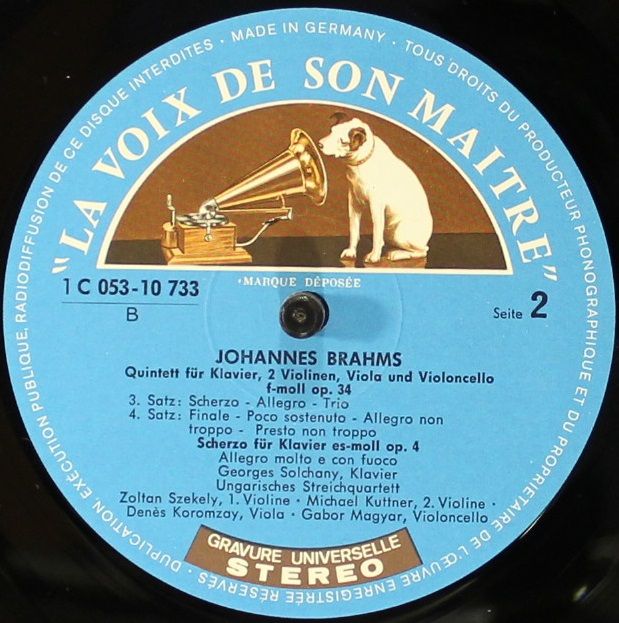 DUPLICATION EXÉCUTION PUBLIQUE, RADIODIFFUSION DE CE DISQUE INTERDITES · MADE IN GERMANY · TOUS DROITS DU PRODUCTEUR PHONOGRAPHIQUE ET DU PROPRIETAIRE DE L'ŒUVRE ENREGISTRÉE RÉSERVÉS ·
"LA VOIX DE SON MAITRE"
·MARQUE DÉPOSÉE
1 C 053-10 733
B
Seite 2
JOHANNES BRAHMS
Quintett für Klavier, 2 Violinen, Viola und Violoncello
f-moll op. 34
3. Satz: Scherzo - Allegro - Trio
4. Satz: Finale - Poco sostenuto - Allegro non
troppo - Presto non troppo
Scherzo für Klavier es-moll op. 4
Allegro molto e con fuoco
Georges Solchany, Klavier
Ungarisches Streichquartett
Zoltan Szekely, 1. Violine · Michael Kuttner, 2. Violine ·
Denès Koromzay, Viola · Gabor Magyar, Violoncello
GRAVURE UNIVERSELLE
STEREO